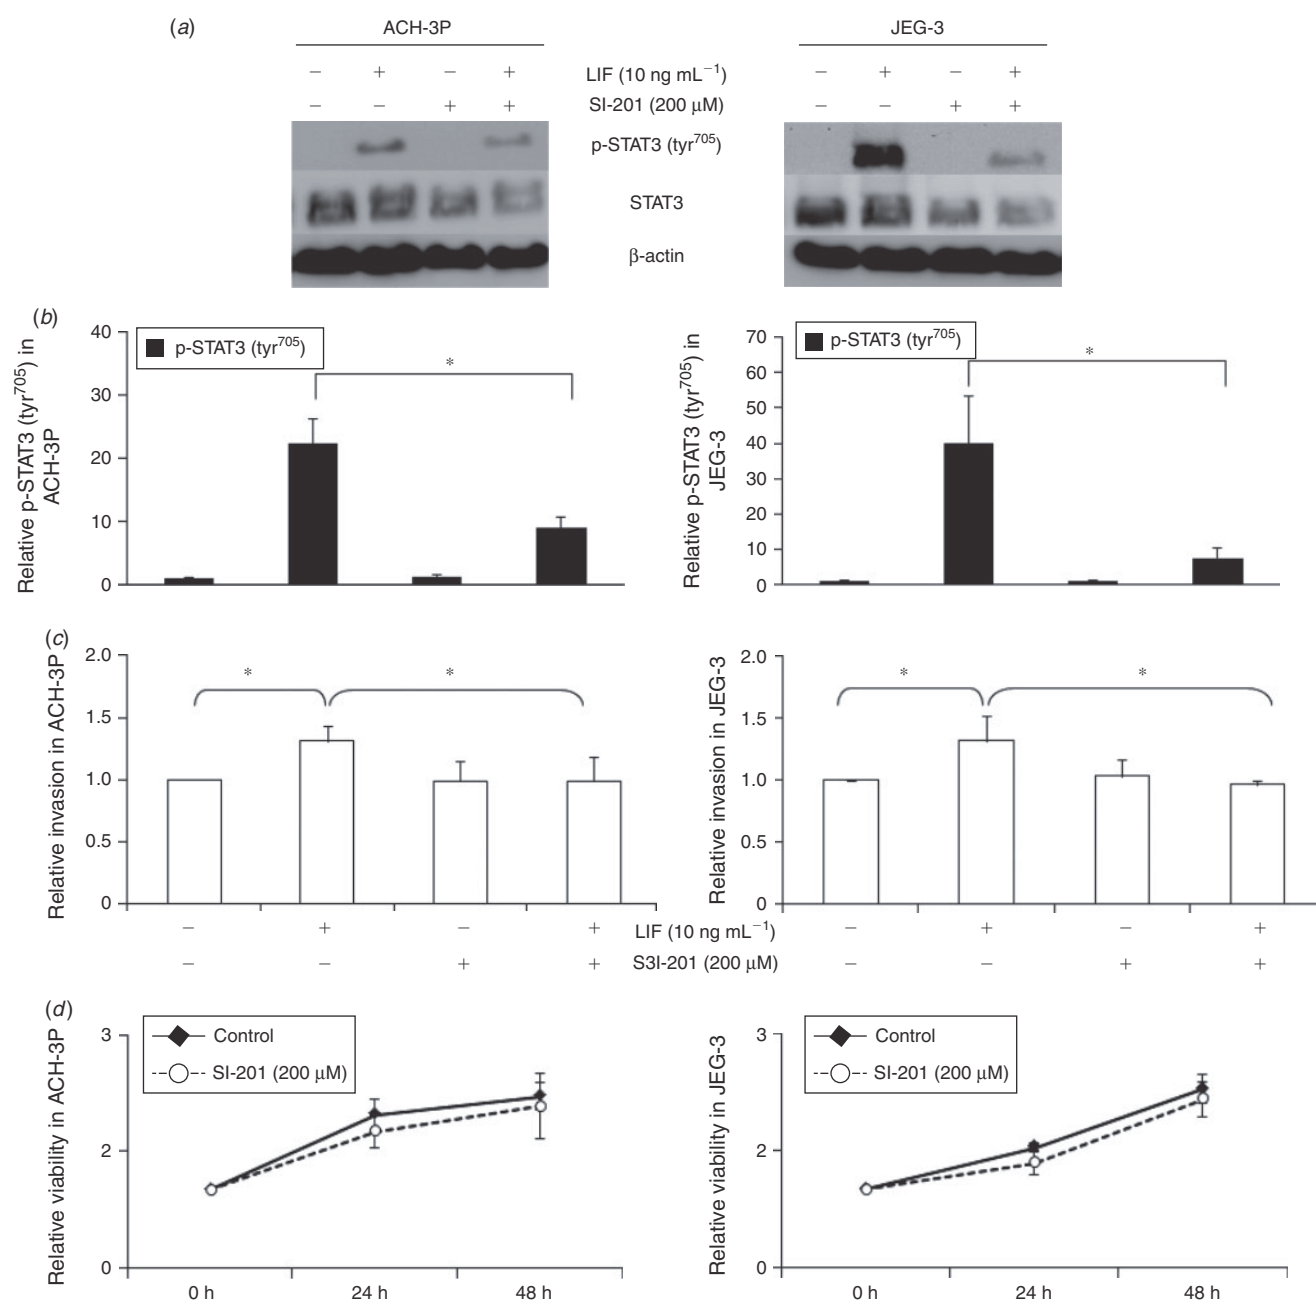 (a)
ACH-3P
JEG-3
− + − + LIF (10 ng mL−1) − + − +
− − + + SI-201 (200 µM) − − + +
p-STAT3 (tyr705)
STAT3
β-actin
(b)
Relative p-STAT3 (tyr705) in
ACH-3P
40
30
20
10
0
p-STAT3 (tyr705)
*
Relative p-STAT3 (tyr705) in
JEG-3
70
60
50
40
30
20
10
0
p-STAT3 (tyr705)
*
(c)
Relative invasion in ACH-3P
2.0
1.5
1.0
0.5
0
* *
Relative invasion in JEG-3
2.0
1.5
1.0
0.5
0
* *
− + − + LIF (10 ng mL−1) − + − +
− − + + S3I-201 (200 µM) − − + +
(d)
Relative viability in ACH-3P
3
2
0
Control
SI-201 (200 µM)
0 h 24 h 48 h
Relative viability in JEG-3
3
2
0
Control
SI-201 (200 µM)
0 h 24 h 48 h